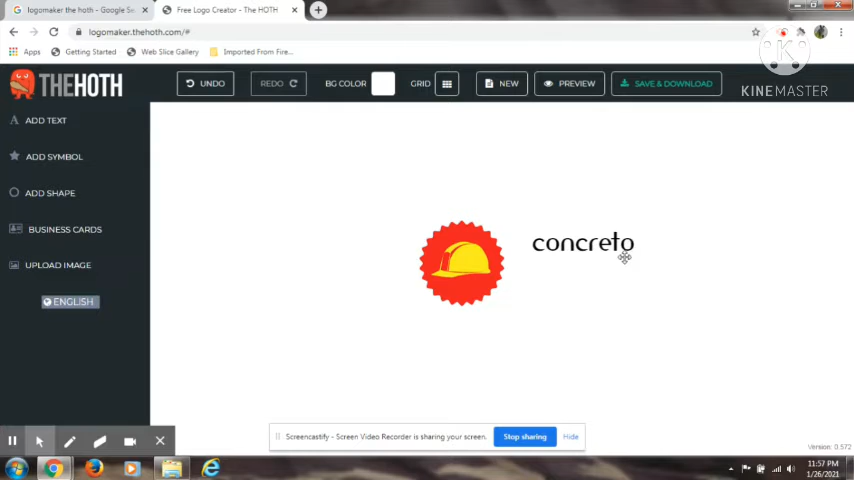 logomaker the hoth - Google Se
Free Logo Creator - The HOTH
logomaker.thehoth.com/#
Apps
Getting Started
Web Slice Gallery
Imported From Fire...
K
KINEMASTER
THEHOTH
UNDO
REDO
BG COLOR
GRID
NEW
PREVIEW
SAVE & DOWNLOAD
ADD TEXT
ADD SYMBOL
ADD SHAPE
BUSINESS CARDS
UPLOAD IMAGE
ENGLISH
concreto
Screencastify - Screen Video Recorder is sharing your screen.
Stop sharing
Hide
Version: 0.572
11:57 PM
1/26/2021